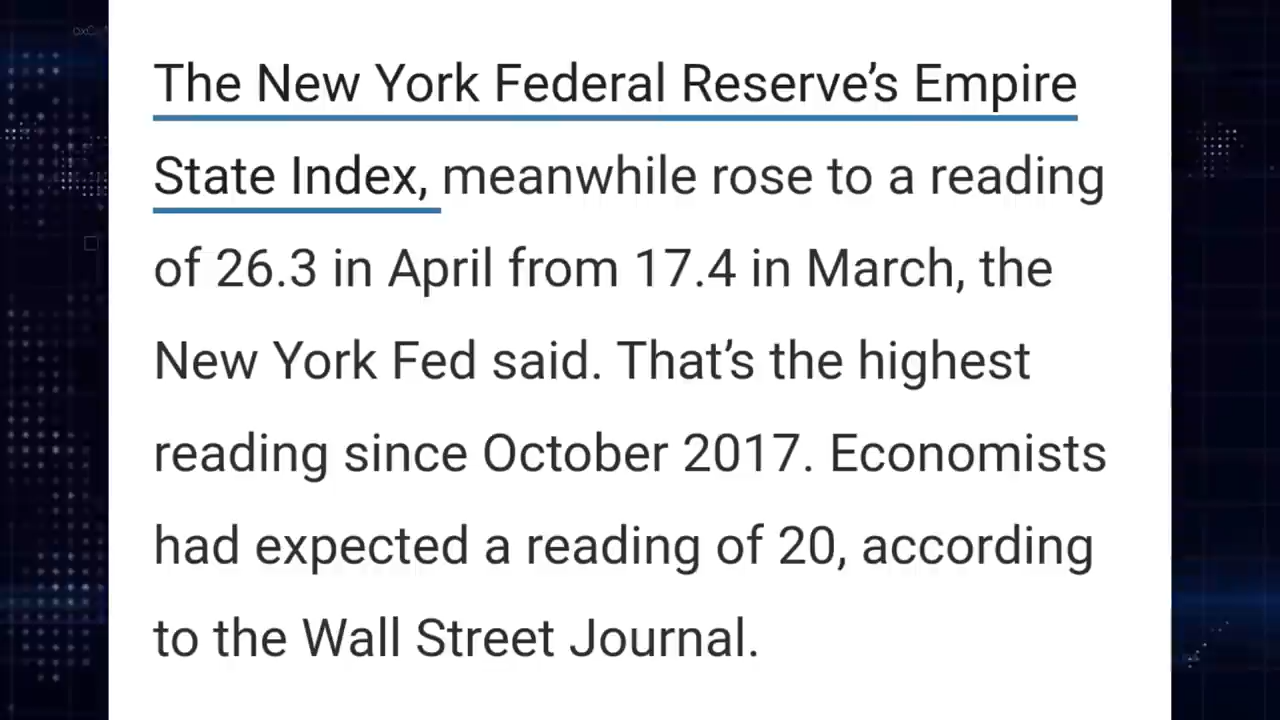 The New York Federal Reserve’s Empire
State Index, meanwhile rose to a reading
of 26.3 in April from 17.4 in March, the
New York Fed said. That’s the highest
reading since October 2017. Economists
had expected a reading of 20, according
to the Wall Street Journal.